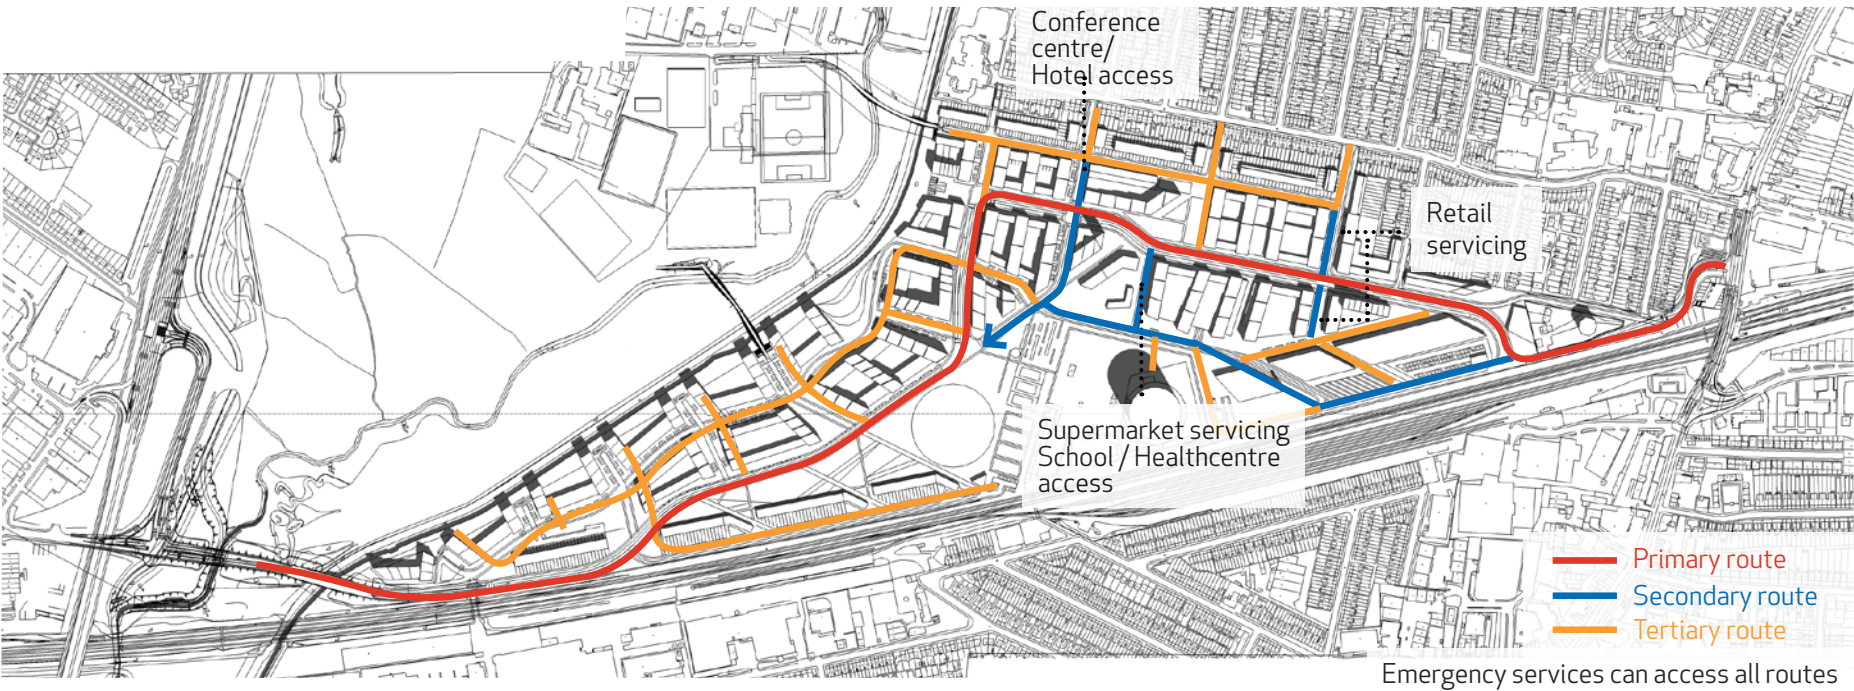 Conference
centre/
Hotel access
Retail
servicing
Supermarket servicing
School / Healthcentre
access
Primary route
Secondary route
Tertiary route
Emergency services can access all routes